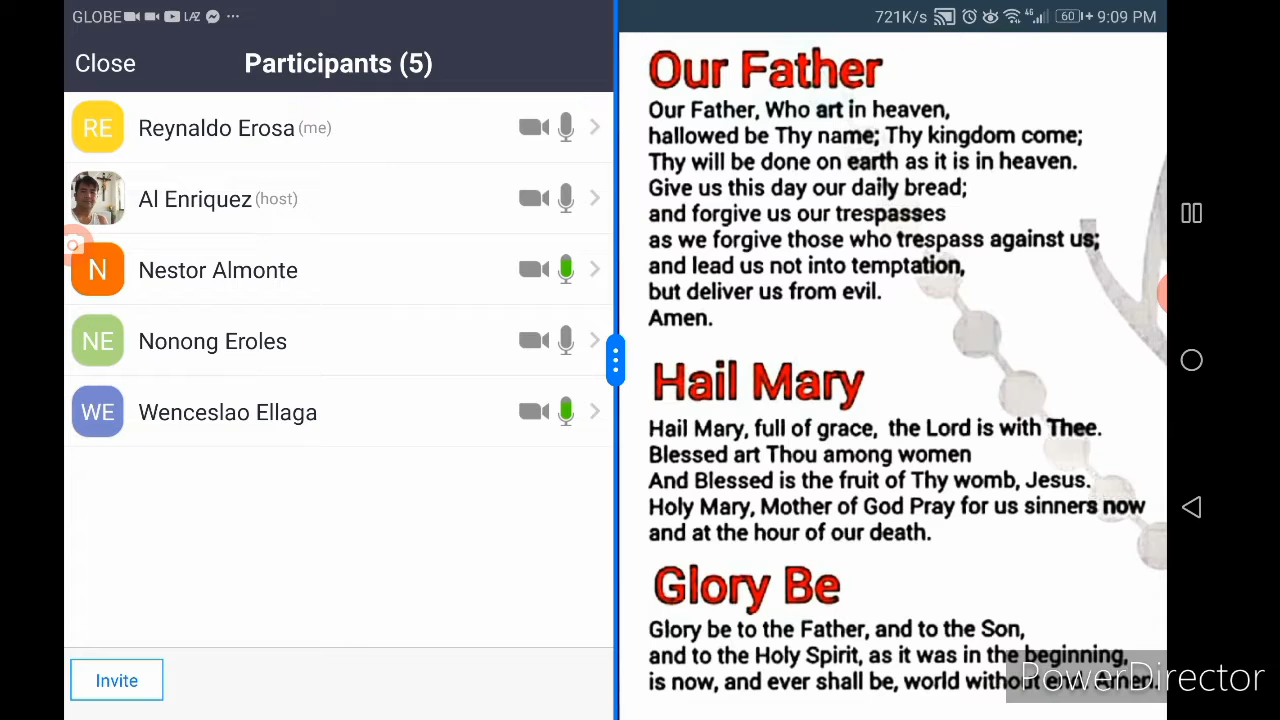 GLOBE LAZ ...
721K/s 4G 60 9:09 PM
Close
Participants (5)
RE Reynaldo Erosa (me)
Al Enriquez (host)
N Nestor Almonte
NE Nonong Eroles
WE Wenceslao Ellaga
Invite
Our Father
Our Father, Who art in heaven,
hallowed be Thy name; Thy kingdom come;
Thy will be done on earth as it is in heaven.
Give us this day our daily bread;
and forgive us our trespasses
as we forgive those who trespass against us;
and lead us not into temptation,
but deliver us from evil.
Amen.
Hail Mary
Hail Mary, full of grace, the Lord is with Thee.
Blessed art Thou among women
And Blessed is the fruit of Thy womb, Jesus.
Holy Mary, Mother of God Pray for us sinners now
and at the hour of our death.
Glory Be
Glory be to the Father, and to the Son,
and to the Holy Spirit, as it was in the beginning,
is now, and ever shall be, world without end. Amen.
PowerDirector